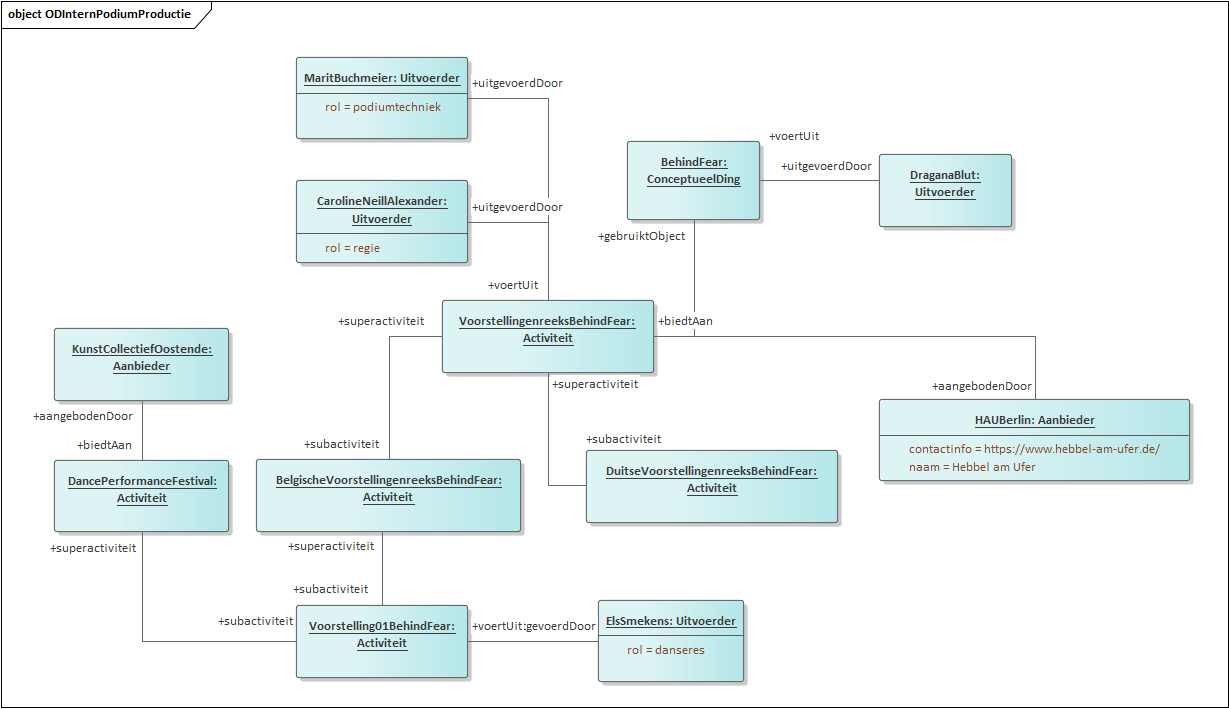 object ODInternPodiumProductie
MaritBuchmeier: Uitvoerder
rol = podiumtechniek
+uitgevoerdDoor
CarolineNeillAlexander:
Uitvoerder
rol = regie
+uitgevoerdDoor
+voertUit
BehindFear:
ConceptueelDing
+voertUit
+uitgevoerdDoor
DraganaBlut:
Uitvoerder
+gebruiktObject
+superactiviteit
VoorstellingenreeksBehindFear:
Activiteit
+biedtAan
+superactiviteit
KunstCollectiefOostende:
Aanbieder
+aangebodenDoor
+biedtAan
+aangebodenDoor
HAUBerlin: Aanbieder
contactinfo = https://www.hebbel-am-ufer.de/
naam = Hebbel am Ufer
+subactiviteit
+subactiviteit
DancePerformanceFestival:
Activiteit
BelgischeVoorstellingenreeksBehindFear:
Activiteit
DuitseVoorstellingenreeksBehindFear:
Activiteit
+superactiviteit
+superactiviteit
+subactiviteit
+subactiviteit
Voorstelling01BehindFear:
Activiteit
+voertUit
gevoerdDoor
ElsSmekens: Uitvoerder
rol = danseres